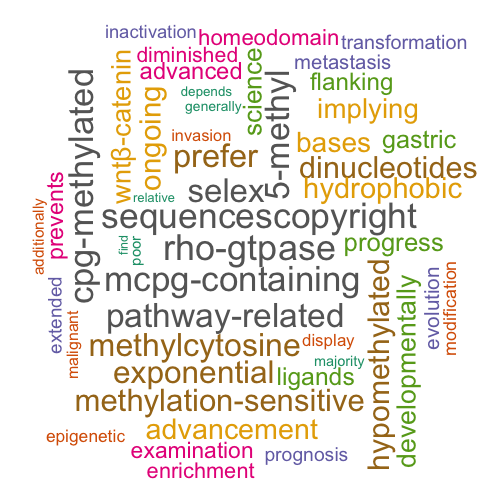 inactivation
homeodomain
transformation
diminished
metastasis
advanced
science
flanking
wntβ-catenin
ongoing
depends
generally
5-methyl
implying
cpg-methylated
invasion
bases
gastric
prefer
dinucleotides
prevents
additionally
relative
selex
hydrophobic
sequencescopyright
find
poor
rho-gtpase
progress
mcpg-containing
extended
malignant
pathway-related
hypomethylated
developmentally
evolution
modification
methylcytosine
display
majority
exponential
ligands
methylation-sensitive
epigenetic
advancement
examination
prognosis
enrichment